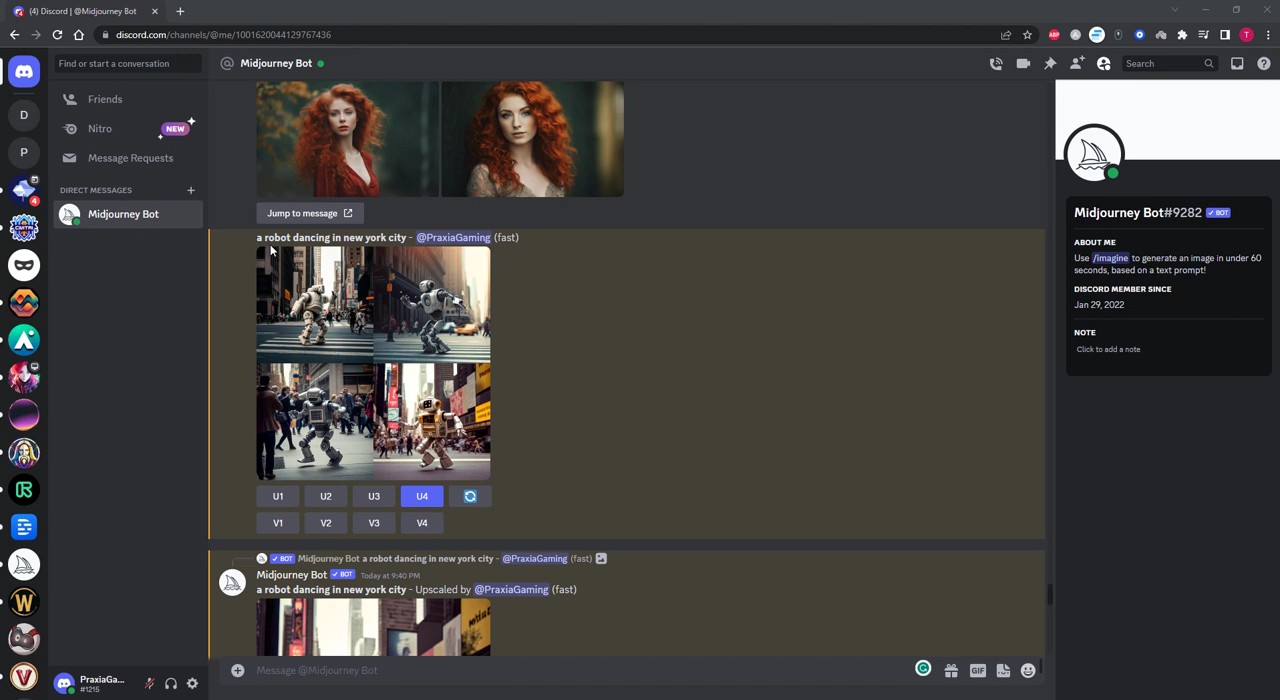 (4) Discord | @Midjourney Bot
discord.com/channels/@me/1001620044129767436
ABP
T
Find or start a conversation
Midjourney Bot
Search
Friends
Nitro
NEW
Message Requests
DIRECT MESSAGES
Midjourney Bot
D
P
4
Jump to message
a robot dancing in new york city - @PraxiaGaming (fast)
U1 U2 U3 U4
V1 V2 V3 V4
BOT Midjourney Bot a robot dancing in new york city - @PraxiaGaming (fast)
Midjourney Bot BOT Today at 9:40 PM
a robot dancing in new york city - Upscaled by @PraxiaGaming (fast)
Message @Midjourney Bot
GIF
PraxiaGa...
#1215
Midjourney Bot#9282 BOT
ABOUT ME
Use /imagine to generate an image in under 60
seconds, based on a text prompt!
DISCORD MEMBER SINCE
Jan 29, 2022
NOTE
Click to add a note